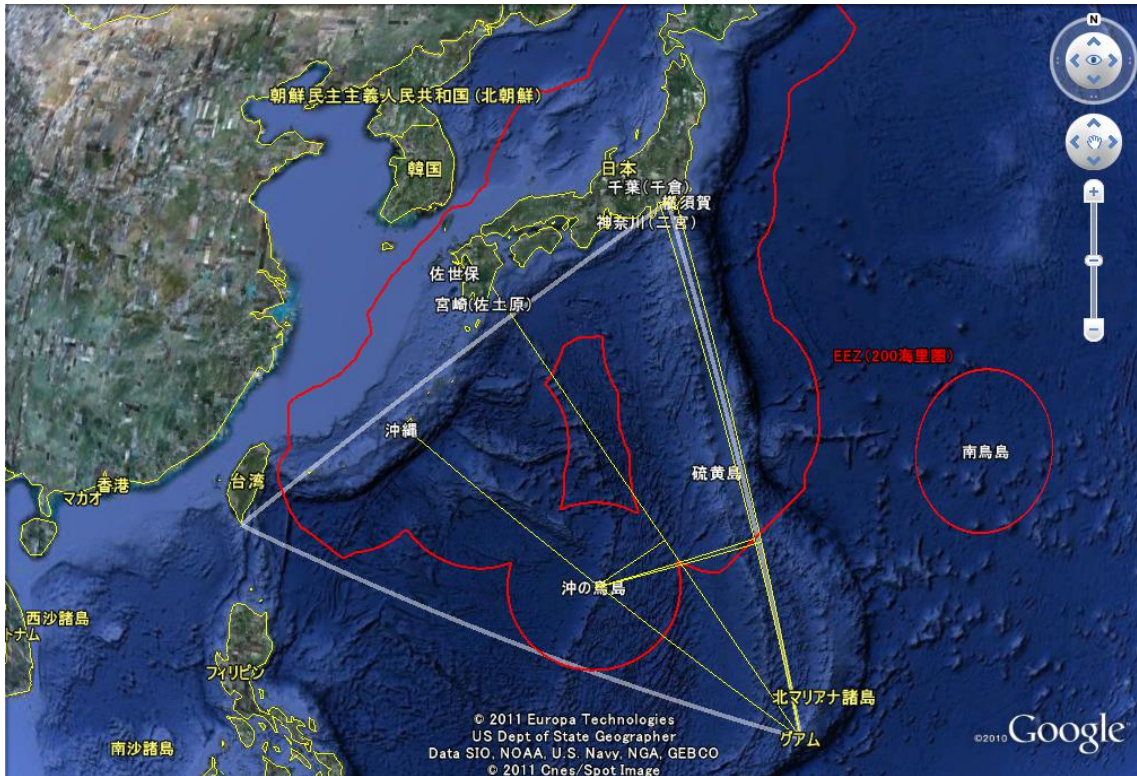 N
朝鮮民主主義人民共和国(北朝鮮)
韓国
日本
千葉(千倉)
横須賀
神奈川(二宮)
佐世保
宮崎(佐土原)
EEZ(200海里圏)
沖縄
硫黄島
南鳥島
台湾
香港
マカオ
沖の鳥島
西沙諸島
トナム
フィリピン
北マリアナ諸島
グアム
南沙諸島
© 2011 Europa Technologies
US Dept of State Geographer
Data SIO, NOAA, U.S. Navy, NGA, GEBCO
© 2011 Cnes/Spot Image
©2010 Google